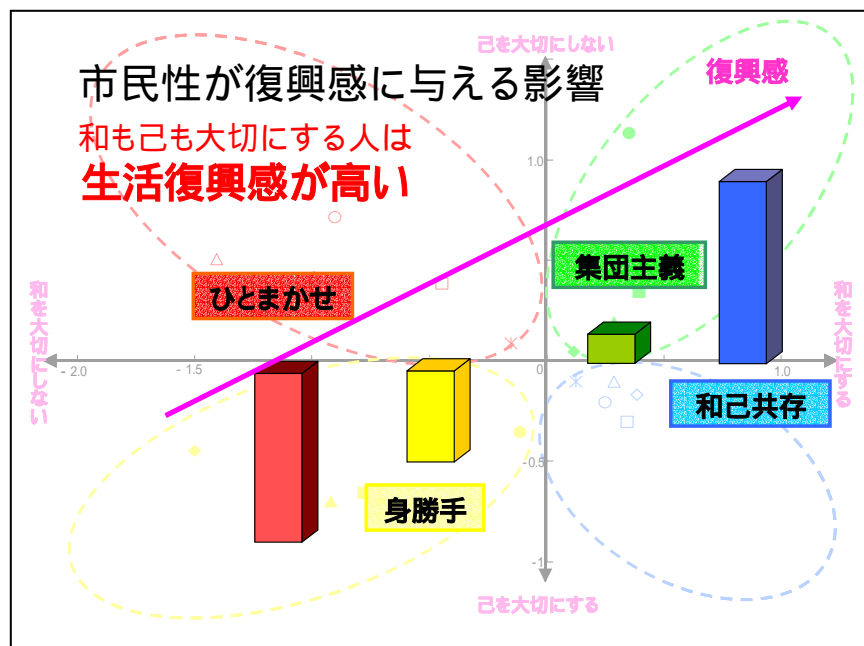 己を大切にしない
市民性が復興感に与える影響
復興感
和も己も大切にする人は
生活復興感が高い
1.0
集団主義
ひとまかせ
和を大切にしない
和を大切にする
- 2.0
- 1.5
0
1.0
和己共存
-0.5
身勝手
-1
己を大切にする